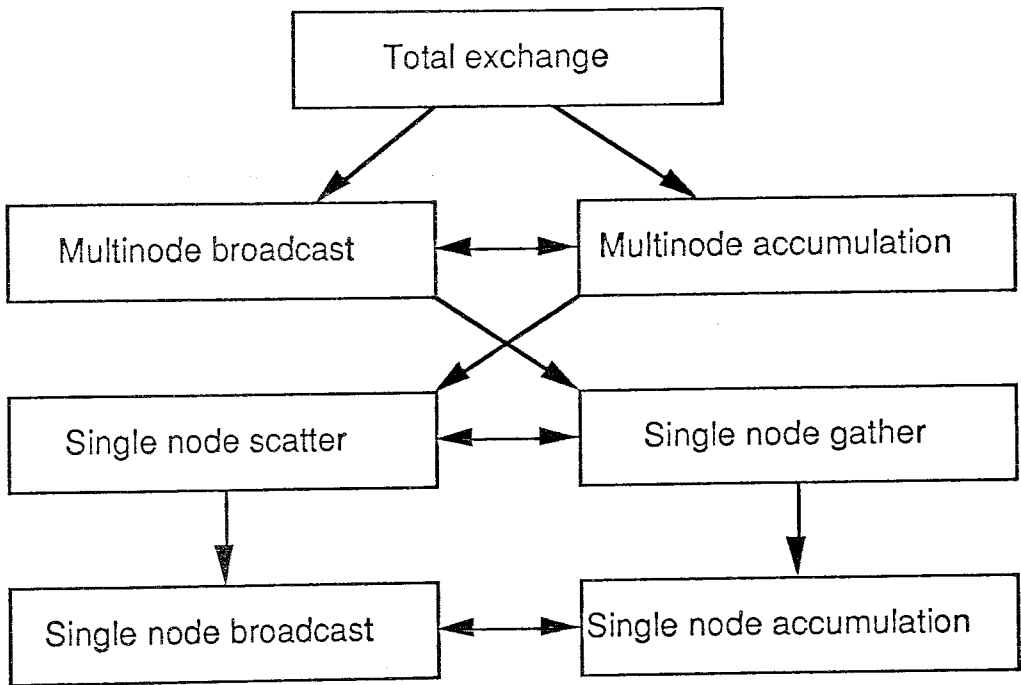 Total exchange
Multinode broadcast
Multinode accumulation
Single node scatter
Single node gather
Single node broadcast
Single node accumulation